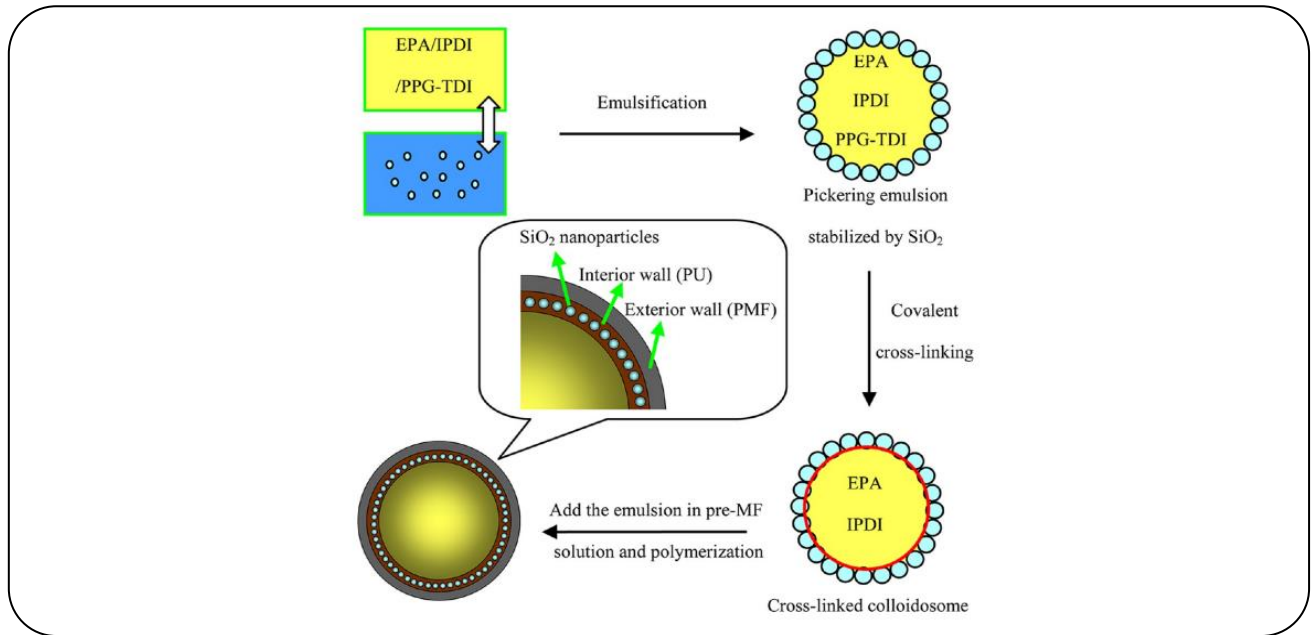 EPA/IPDI
/PPG-TDI
Emulsification
EPA
IPDI
PPG-TDI
Pickering emulsion
stabilized by SiO₂
SiO₂ nanoparticles
Interior wall (PU)
Exterior wall (PMF)
Covalent
cross-linking
EPA
IPDI
Cross-linked colloidosome
Add the emulsion in pre-MF
solution and polymerization